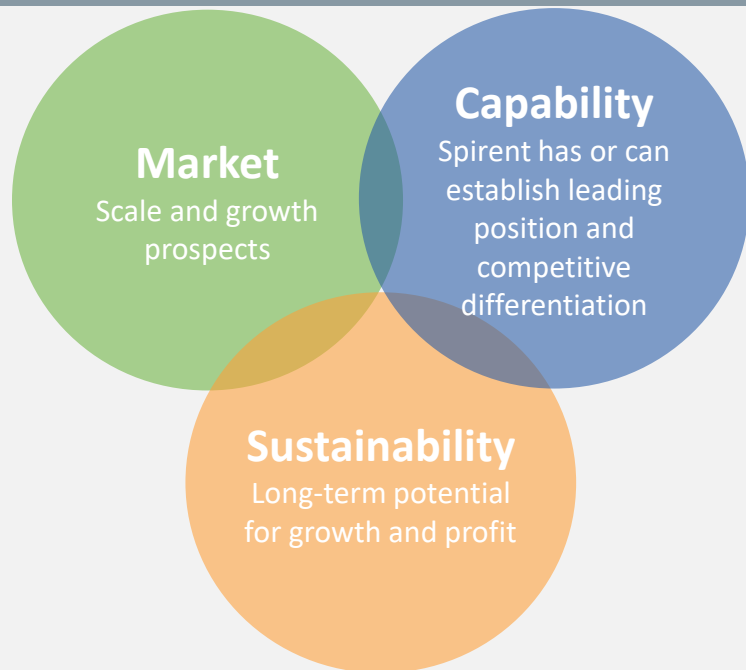 Market
Scale and growth
prospects
Capability
Spirent has or can
establish leading
position and
competitive
differentiation
Sustainability
Long-term potential
for growth and profit